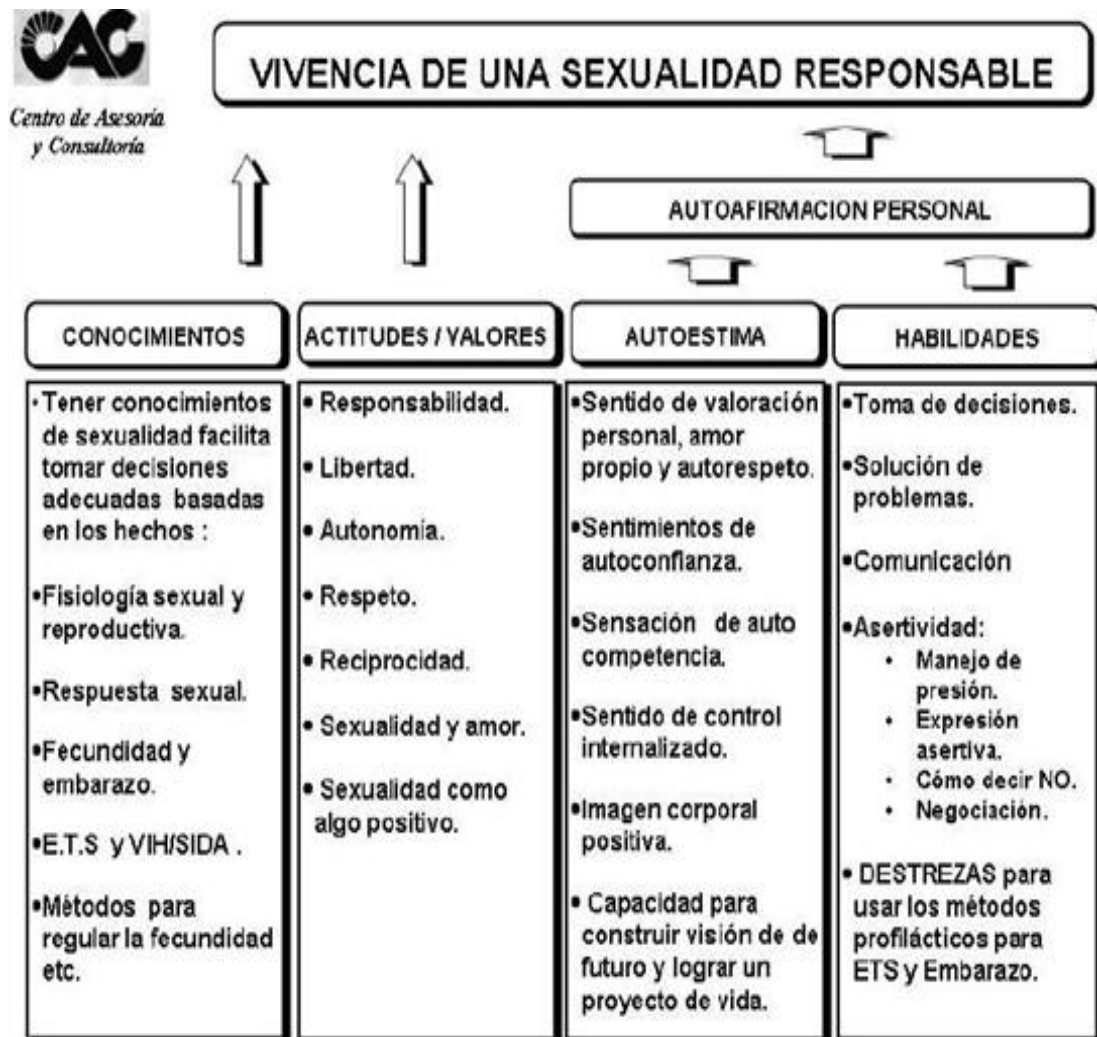 CAC
Centro de Asesoría
y Consultoría
VIVENCIA DE UNA SEXUALIDAD RESPONSABLE
AUTOAFIRMACION PERSONAL
CONOCIMIENTOS
· Tener conocimientos
de sexualidad facilita
tomar decisiones
adecuadas basadas
en los hechos :
•Fisiología sexual y
reproductiva.
•Respuesta sexual.
•Fecundidad y
embarazo.
•E.T.S y VIH/SIDA .
•Métodos para
regular la fecundidad
etc.
ACTITUDES / VALORES
• Responsabilidad.
• Libertad.
• Autonomía.
• Respeto.
• Reciprocidad.
• Sexualidad y amor.
• Sexualidad como
algo positivo.
AUTOESTIMA
•Sentido de valoración
personal, amor
propio y autorespeto.
•Sentimientos de
autoconfianza.
•Sensación de auto
competencia.
•Sentido de control
internalizado.
•Imagen corporal
positiva.
• Capacidad para
construir visión de de
futuro y lograr un
proyecto de vida.
HABILIDADES
•Toma de decisiones.
•Solución de
problemas.
•Comunicación
•Asertividad:
• Manejo de
presión.
• Expresión
asertiva.
• Cómo decir NO.
• Negociación.
• DESTREZAS para
usar los métodos
profilácticos para
ETS y Embarazo.